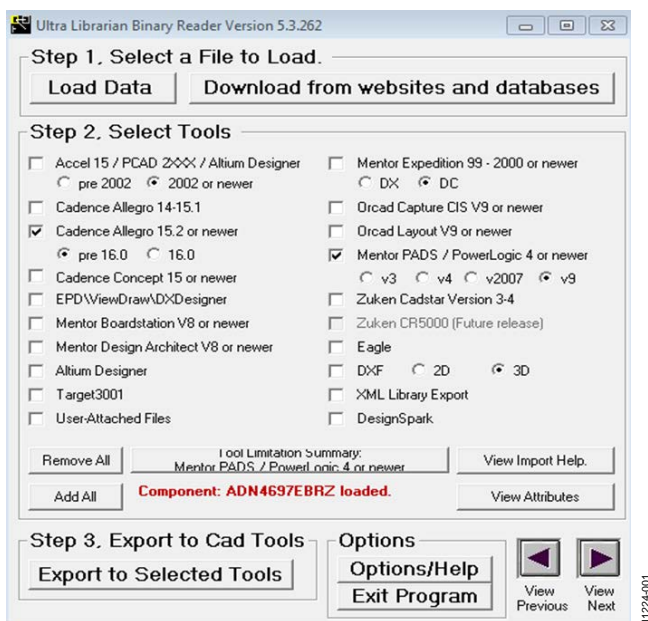 Ultra Librarian Binary Reader Version 5.3.262
Step 1, Select a File to Load.
Load Data
Download from websites and databases
Step 2, Select Tools
Accel 15 / PCAD 2XXX / Altium Designer
pre 2002 2002 or newer
Cadence Allegro 14-15.1
Cadence Allegro 15.2 or newer
pre 16.0 16.0
Cadence Concept 15 or newer
EPD\ViewDraw\DXDesigner
Mentor Boardstation V8 or newer
Mentor Design Architect V8 or newer
Altium Designer
Target3001
User-Attached Files
Mentor Expedition 99 - 2000 or newer
DX DC
Orcad Capture CIS V9 or newer
Orcad Layout V9 or newer
Mentor PADS / PowerLogic 4 or newer
v3 v4 v2007 v9
Zuken Cadstar Version 3-4
Zuken CR5000 (Future release)
Eagle
DXF 2D 3D
XML Library Export
DesignSpark
Remove All
Tool Limitation Summary:
Mentor PADS / PowerLogic 4 or newer
View Import Help.
Add All
Component: ADN4697EBRZ loaded.
View Attributes
Step 3, Export to Cad Tools
Export to Selected Tools
Options
Options/Help
Exit Program
View
Previous
View
Next
11224-001